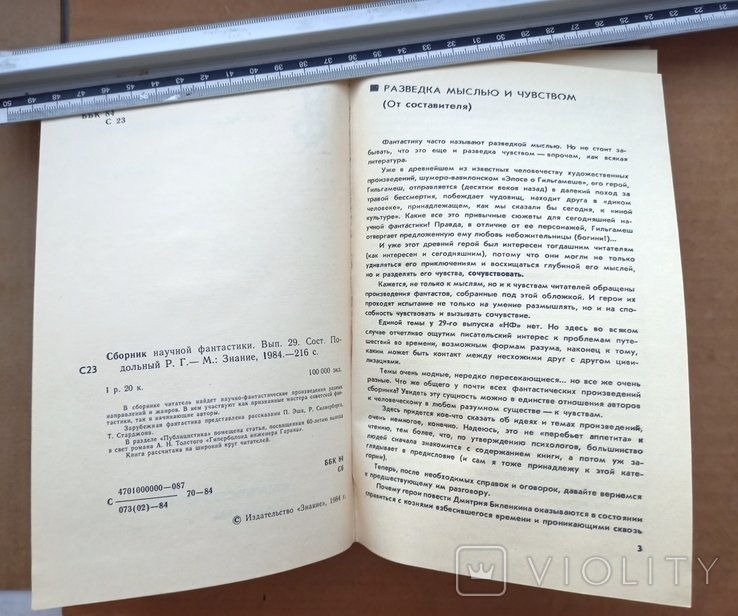 ББК 84
С 23
Сборник научной фантастики. Вып. 29. Сост. По-
С23 дольный Р. Г.— М.: Знание, 1984.—216 с.
1 р. 20 к. 100 000 экз.
В сборнике читатель найдет научно-фантастические произведения разных
направлений и жанров. В нем участвуют как признанные мастера советской фан-
тастики, так и начинающие авторы.
Зарубежная фантастика представлена рассказами П. Эша, Р. Силверберга,
Т. Старджона.
В разделе «Публицистика» помещена статья, посвященная 60-летию выхода
в свет романа А. Н. Толстого «Гиперболоид инженера Гарина».
Книга рассчитана на широкий круг читателей.
С 4701000000—087
073(02)—84
70—84
ББК 84
Сб
© Издательство «Знание», 1984 г.
РАЗВЕДКА МЫСЛЬЮ И ЧУВСТВОМ
(От составителя)
Фантастику часто называют разведкой мыслью. Но не стоит за-
бывать, что это еще и разведка чувством — впрочем, как всякая
литература.
Уже в древнейшем из известных человечеству художественных
произведений, шумеро-вавилонском «Эпосе о Гильгамеше», его герой,
Гильгамеш, отправляется (десятки веков назад) в далекий поход за
травой бессмертия, побеждает чудовищ, находит друга в «диком
человеке», принадлежащем, как мы сказали бы сегодня, к «иной
культуре». Какие все это привычные сюжеты для сегодняшней на-
учной фантастики! Правда, в отличие от ее персонажей, Гильгамеш
отвергает предложенную ему любовь небожительницы (богини!)...
И уже этот древний герой был интересен тогдашним читателям
(как интересен и сегодняшним), потому что они могли не только
удивляться его приключениям и восхищаться глубиной его мыслей,
но и разделять его чувства, сочувствовать.
Кажется, не только к мыслям, но и к чувствам читателей обращены
произведения фантастов, собранные под этой обложкой. И герои их
проходят испытание не только на умение размышлять, но и на спо-
собность чувствовать и вызывать сочувствие.
Единой темы у 29-го выпуска «НФ» нет. Но здесь во всяком
случае отчетливо ощутим писательский интерес к проблемам путе-
шествий во времени, возможным формам разума, наконец к тому,
каким может быть контакт между несхожими друг с другом циви-
лизациями.
Темы очень модные, нередко пересекающиеся... но все же очень
разные. Что же общего у почти всех фантастических произведений
сборника? Увидеть эту сущность можно в единстве отношения авторов
к человеческому в любом разумном существе — к чувствам.
Здесь придется кое-что сказать об идеях и темах произведений,
очень немногое, конечно. Надеюсь, это не «перебьет аппетита» к
чтению, тем более, что, по утверждению психологов, большинство
людей сначала знакомится с содержанием книги, а потом уж за-
глядывает в предисловие (и сам я тоже принадлежу к этой кате-
гории).
Теперь, после необходимых справок и оговорок, давайте вернемся
к предшествующему им разговору.
Почему герои повести Дмитрия Биленкина оказываются в состоянии
справиться с кознями взбесившегося времени и проникающими сквозь
3
VIOLITY